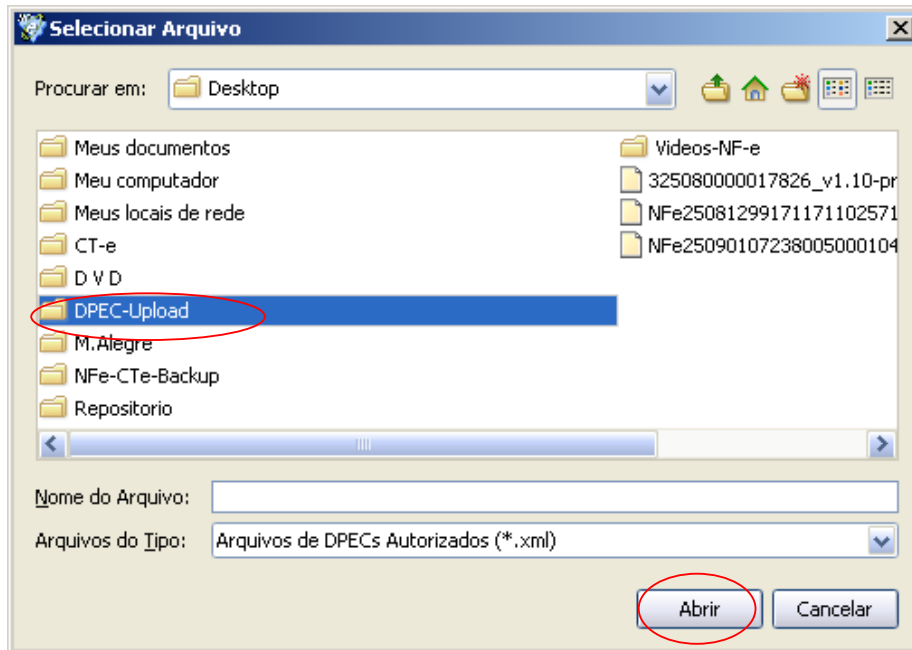 Selecionar Arquivo
Procurar em: Desktop
Meus documentos
Meu computador
Meus locais de rede
CT-e
D V D
DPEC-Upload
M.Alegre
NFe-CTe-Backup
Repositorio
Videos-NF-e
325080000017826_v1.10-pr
NFe25081299171171102571
NFe25090107238005000104
Nome do Arquivo:
Arquivos do Tipo: Arquivos de DPECs Autorizados (*.xml)
Abrir Cancelar